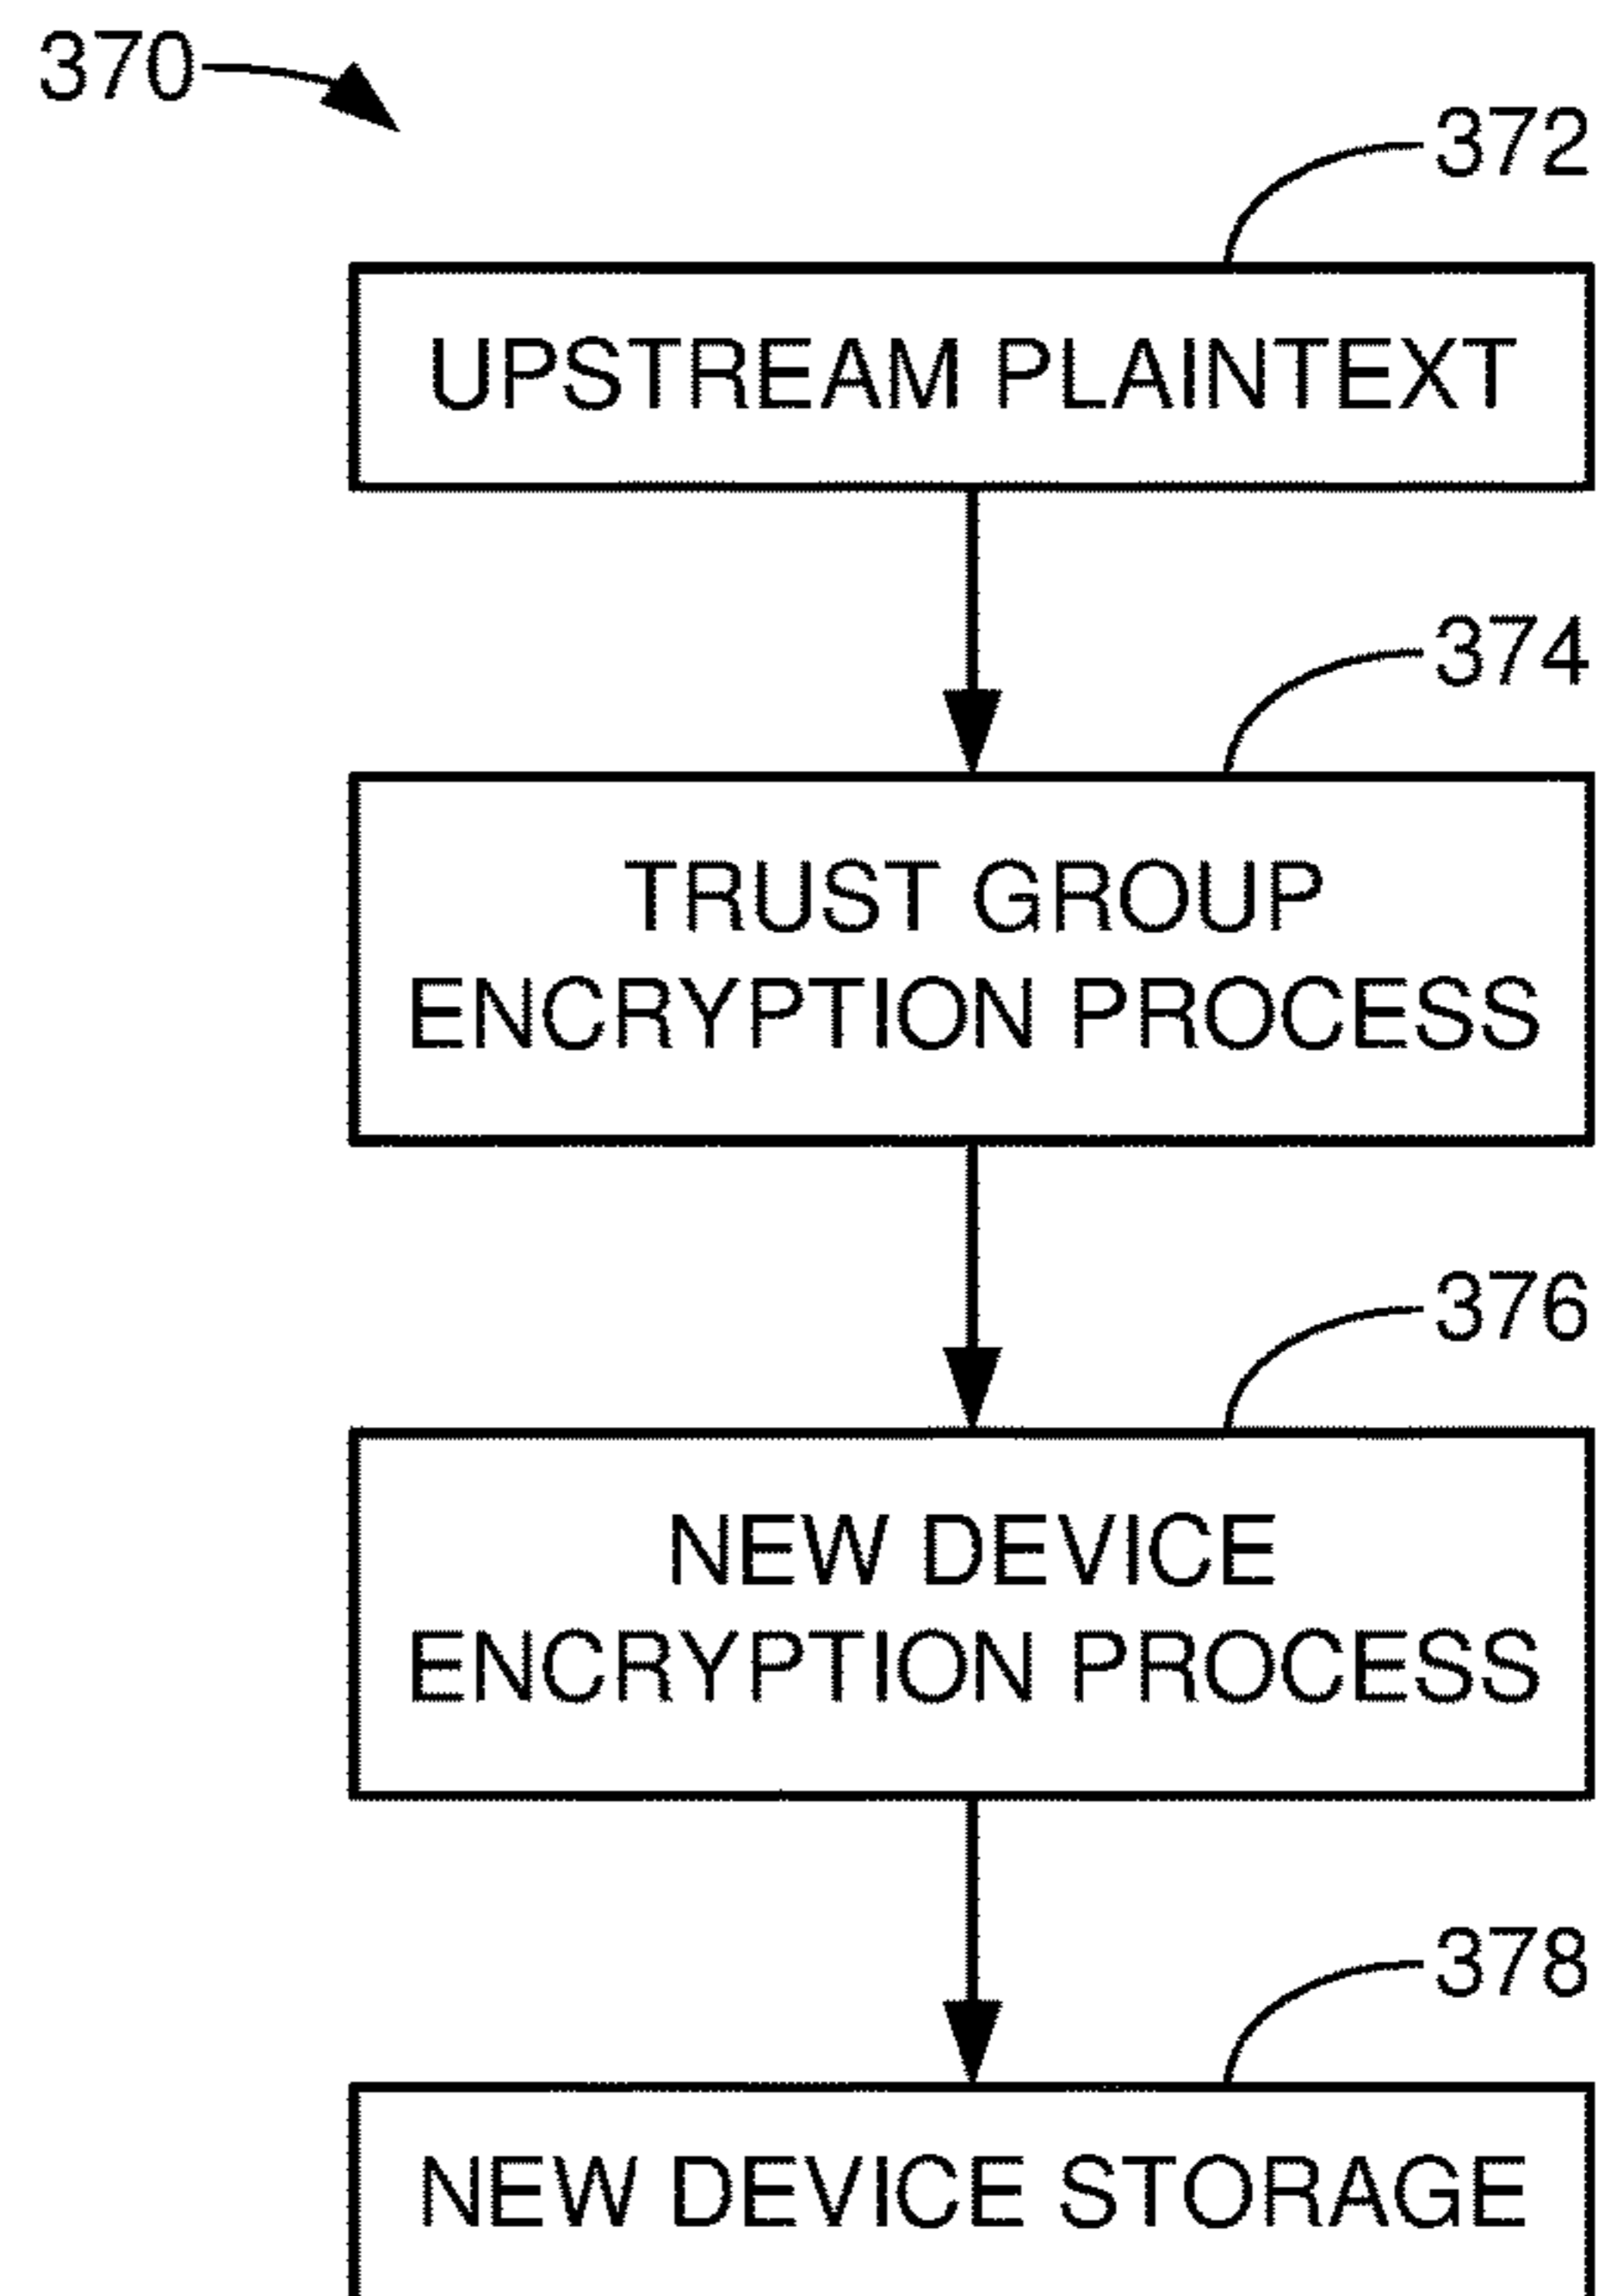 370
372
UPSTREAM PLAINTEXT
374
TRUST GROUP
ENCRYPTION PROCESS
376
NEW DEVICE
ENCRYPTION PROCESS
378
NEW DEVICE STORAGE